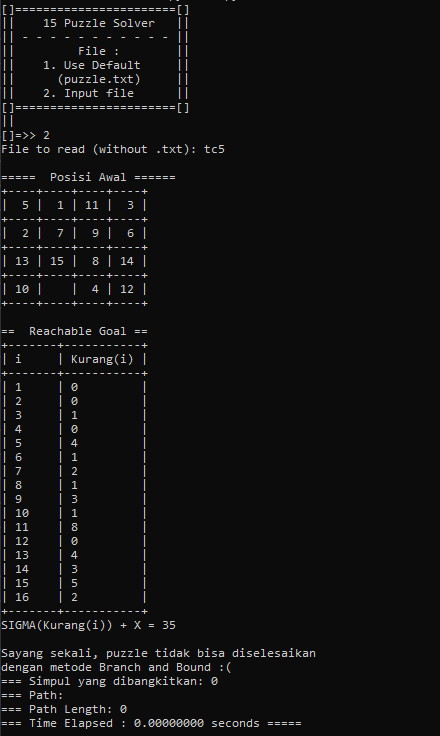 []=======================[]
||    15 Puzzle Solver   ||
|| - - - - - - - - - - - ||
||         File :        ||
||    1. Use Default     ||
||      (puzzle.txt)     ||
||    2. Input file      ||
[]=======================[]
||
[]=>> 2
File to read (without .txt): tc5

=====  Posisi Awal ======
+----+----+----+----+
|  5 |  1 | 11 |  3 |
+----+----+----+----+
|  2 |  7 |  9 |  6 |
+----+----+----+----+
| 13 | 15 |  8 | 14 |
+----+----+----+----+
| 10 |    |  4 | 12 |
+----+----+----+----+

==  Reachable Goal ==
+-------+-----------+
| i     | Kurang(i) |
+-------+-----------+
| 1     | 0         |
| 2     | 0         |
| 3     | 1         |
| 4     | 0         |
| 5     | 4         |
| 6     | 1         |
| 7     | 2         |
| 8     | 1         |
| 9     | 3         |
| 10    | 1         |
| 11    | 8         |
| 12    | 0         |
| 13    | 4         |
| 14    | 3         |
| 15    | 5         |
| 16    | 2         |
+-------+-----------+
SIGMA(Kurang(i)) + X = 35

Sayang sekali, puzzle tidak bisa diselesaikan
dengan metode Branch and Bound :(
=== Simpul yang dibangkitkan: 0
=== Path:
=== Path Length: 0
=== Time Elapsed : 0.00000000 seconds =====